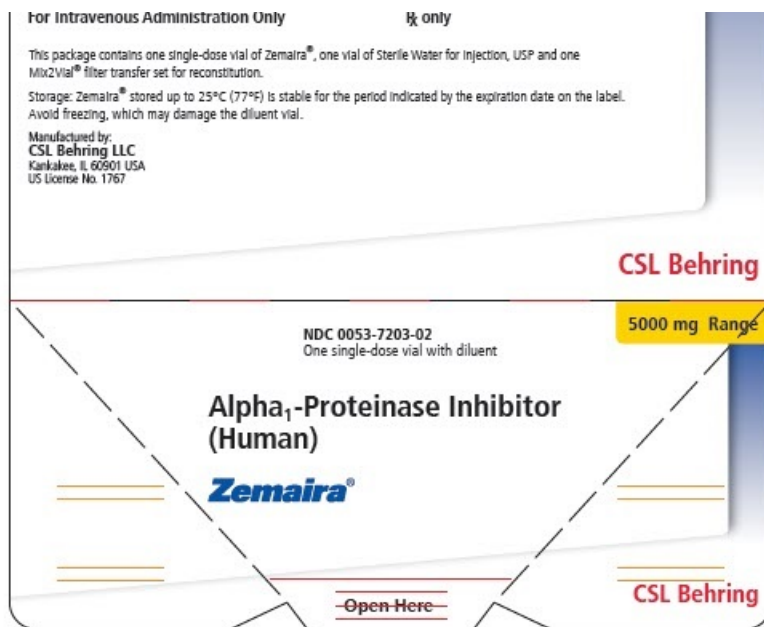 For Intravenous Administration Only ℞ only
This package contains one single-dose vial of Zemaira®, one vial of Sterile Water for Injection, USP and one
Mix2Vial® filter transfer set for reconstitution.
Storage: Zemaira® stored up to 25ºC (77ºF) is stable for the period indicated by the expiration date on the label.
Avoid freezing, which may damage the diluent vial.
Manufactured by:
CSL Behring LLC
Kankakee, IL 60901 USA
US License No. 1767
CSL Behring
5000 mg Range
NDC 0053-7203-02
One single-dose vial with diluent
Alpha₁-Proteinase Inhibitor
(Human)
Zemaira®
CSL Behring
Open Here